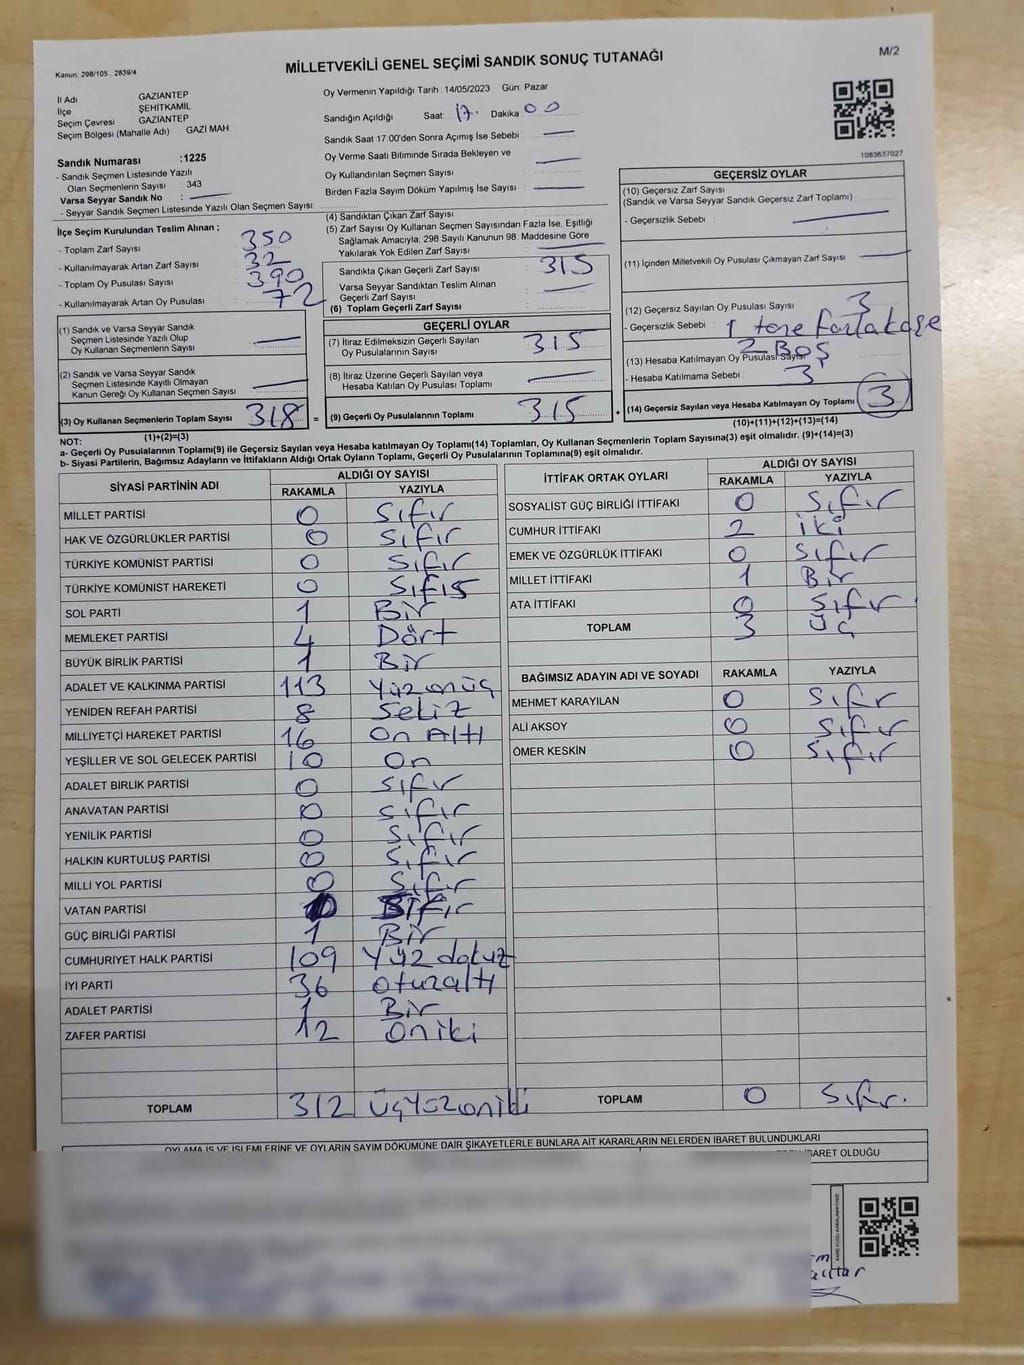 Kanun, 298/105 , 2839/4
MİLLETVEKİLİ GENEL SEÇİMİ SANDIK SONUÇ TUTANAĞI
M/2
İl Adı GAZİANTEP
İlçe ŞEHİTKAMİL
Seçim Çevresi GAZİANTEP
Seçim Bölgesi (Mahalle Adı) GAZİ MAH
Oy Vermenin Yapıldığı Tarih :14/05/2023 Gün: Pazar
Sandığın Açıldığı Saat: 17. Dakika 00
Sandık Saat 17:00'den Sonra Açımış İse Sebebi :
Oy Verme Saati Bitiminde Sırada Bekleyen ve
Oy Kullandırılan Seçmen Sayısı
Birden Fazla Sayım Döküm Yapılmış İse Sayısı :
1083637027
Sandık Numarası :1225
- Sandık Seçmen Listesinde Yazılı
Olan Seçmenlerin Sayısı : 343
Varsa Seyyar Sandık No :
- Seyyar Sandık Seçmen Listesinde Yazılı Olan Seçmen Sayısı:
İlçe Seçim Kurulundan Teslim Alınan ;
- Toplam Zarf Sayısı 350
- Kullanılmayarak Artan Zarf Sayısı 32
- Toplam Oy Pusulası Sayısı 390
- Kullanılmayarak Artan Oy Pusulası 72
(4) Sandıktan Çıkan Zarf Sayısı
(5) Zarf Sayısı Oy Kullanan Seçmen Sayısından Fazla İse, Eşitliği
Sağlamak Amacıyla, 298 Sayılı Kanunun 98. Maddesine Göre
Yakılarak Yok Edilen Zarf Sayısı
Sandıkta Çıkan Geçerli Zarf Sayısı 315
Varsa Seyyar Sandıktan Teslim Alınan
Geçerli Zarf Sayısı
(6) Toplam Geçerli Zarf Sayısı
GEÇERSİZ OYLAR
(10) Geçersiz Zarf Sayısı
(Sandık ve Varsa Seyyar Sandık Geçersiz Zarf Toplamı)
- Geçersizlik Sebebi :
(11) İçinden Milletvekili Oy Pusulası Çıkmayan Zarf Sayısı
(12) Geçersiz Sayılan Oy Pusulası Sayısı 3
- Geçersizlik Sebebi : 1 tane
2 Boş
(13) Hesaba Katılmayan Oy Pusulası Sayısı
- Hesaba Katılmama Sebebi : 3
(14) Geçersiz Sayılan veya Hesaba Katılmayan Oy Toplamı 3
(10)+(11)+(12)+(13)=(14)
(1) Sandık ve Varsa Seyyar Sandık
Seçmen Listesinde Yazılı Olup
Oy Kullanan Seçmenlerin Sayısı
(2) Sandık ve Varsa Seyyar Sandık
Seçmen Listesinde Kayıtlı Olmayan
Kanun Gereği Oy Kullanan Seçmen Sayısı
(3) Oy Kullanan Seçmenlerin Toplam Sayısı 318 =
(1)+(2)=(3)
GEÇERLİ OYLAR
(7) İtiraz Edilmeksizin Geçerli Sayılan
Oy Pusulalarının Sayısı 315
(8) İtiraz Üzerine Geçerli Sayılan veya
Hesaba Katılan Oy Pusulası Toplamı
(9) Geçerli Oy Pusulalarının Toplamı 315 +
NOT:
a- Geçerli Oy Pusulalarının Toplamı(9) ile Geçersiz Sayılan veya Hesaba katılmayan Oy Toplamı(14) Toplamları, Oy Kullanan Seçmenlerin Toplam Sayısına(3) eşit olmalıdır. (9)+(14)=(3)
b- Siyasi Partilerin, Bağımsız Adayların ve İttifakların Aldığı Ortak Oyların Toplamı, Geçerli Oy Pusulalarının Toplamına(9) eşit olmalıdır.
SİYASİ PARTİNİN ADI ALDIĞI OY SAYISI
RAKAMLA YAZIYLA
MİLLET PARTİSİ 0 Sıfır
HAK VE ÖZGÜRLÜKLER PARTİSİ 0 Sıfır
TÜRKİYE KOMÜNİST PARTİSİ 0 Sıfır
TÜRKİYE KOMÜNİST HAREKETİ 0 Sıfır
SOL PARTİ 1 Bir
MEMLEKET PARTİSİ 4 Dört
BÜYÜK BİRLİK PARTİSİ 1 Bir
ADALET VE KALKINMA PARTİSİ 113 Yüzonüç
YENİDEN REFAH PARTİSİ 8 Sekiz
MİLLİYETÇİ HAREKET PARTİSİ 16 On Altı
YEŞİLLER VE SOL GELECEK PARTİSİ 10 On
ADALET BİRLİK PARTİSİ 0 Sıfır
ANAVATAN PARTİSİ 0 Sıfır
YENİLİK PARTİSİ 0 Sıfır
HALKIN KURTULUŞ PARTİSİ 0 Sıfır
MİLLİ YOL PARTİSİ 0 Sıfır
VATAN PARTİSİ 0 Sıfır
GÜÇ BİRLİĞİ PARTİSİ 1 Bir
CUMHURİYET HALK PARTİSİ 109 Yüz dokuz
İYİ PARTİ 36 Otuzaltı
ADALET PARTİSİ 1 Bir
ZAFER PARTİSİ 12 Oniki
TOPLAM 312 Üçyüzoniki
İTTİFAK ORTAK OYLARI ALDIĞI OY SAYISI
RAKAMLA YAZIYLA
SOSYALİST GÜÇ BİRLİĞİ İTTİFAKI 0 Sıfır
CUMHUR İTTİFAKI 2 İki
EMEK VE ÖZGÜRLÜK İTTİFAKI 0 Sıfır
MİLLET İTTİFAKI 1 Bir
ATA İTTİFAKI 0 Sıfır
TOPLAM 3 Üç
BAĞIMSIZ ADAYIN ADI VE SOYADI RAKAMLA YAZIYLA
MEHMET KARAYILAN 0 Sıfır
ALİ AKSOY 0 Sıfır
ÖMER KESKİN 0 Sıfır
TOPLAM 0 Sıfır.
OYLAMA İŞ VE İŞLEMLERİNE VE OYLARIN SAYIM DÖKÜMÜNE DAİR ŞİKAYETLERLE BUNLARA AİT KARARLARIN NELERDEN İBARET BULUNDUKLARI
İBARET OLDUĞU